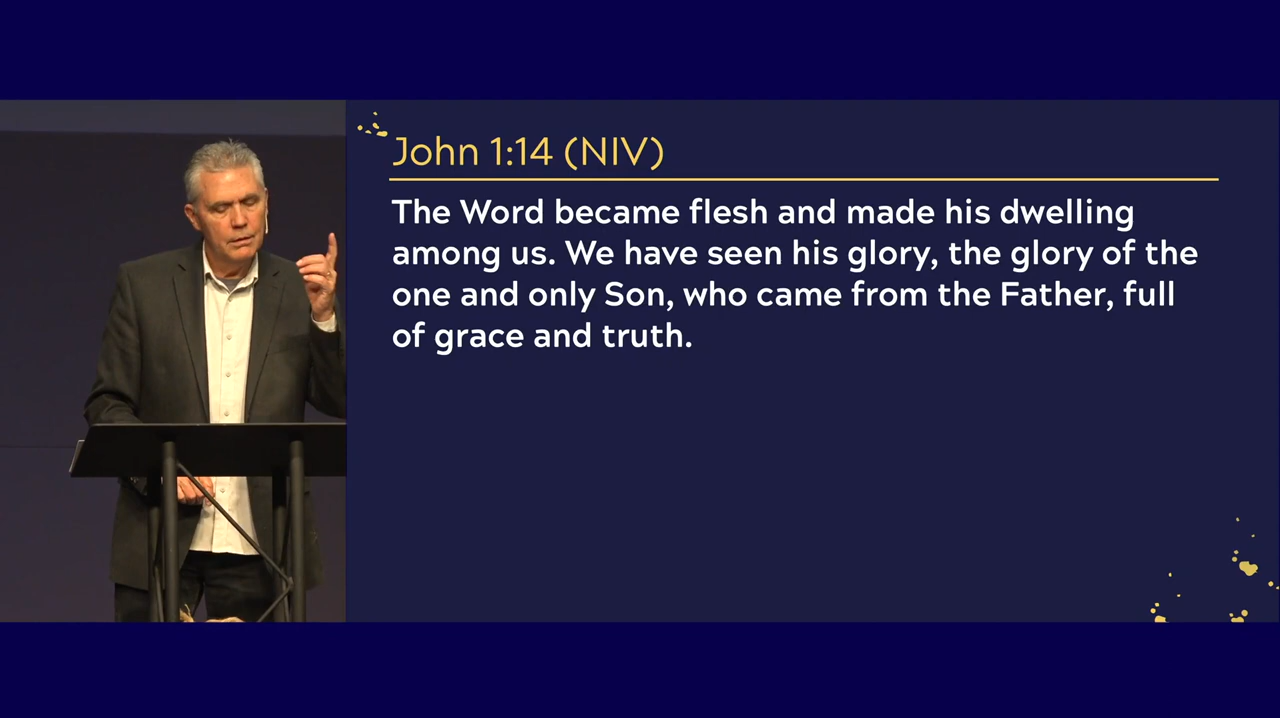 John 1:14 (NIV)
The Word became flesh and made his dwelling
among us. We have seen his glory, the glory of the
one and only Son, who came from the Father, full
of grace and truth.